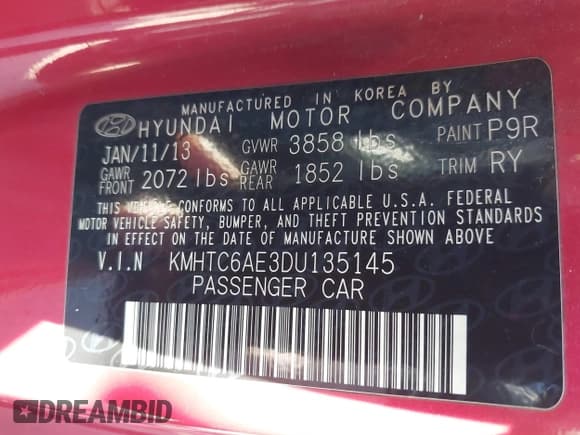 MANUFACTURED IN KOREA BY
HYUNDAI MOTOR COMPANY
JAN/11/13 GVWR 3858 lbs PAINT P9R
GAWR FRONT 2072 lbs GAWR REAR 1852 lbs TRIM RY
THIS VEHICLE CONFORMS TO ALL APPLICABLE U.S.A. FEDERAL
MOTOR VEHICLE SAFETY, BUMPER, AND THEFT PREVENTION STANDARDS
IN EFFECT ON THE DATE OF MANUFACTURE SHOWN ABOVE
V.I.N KMHTC6AE3DU135145
PASSENGER CAR
DREAMBID